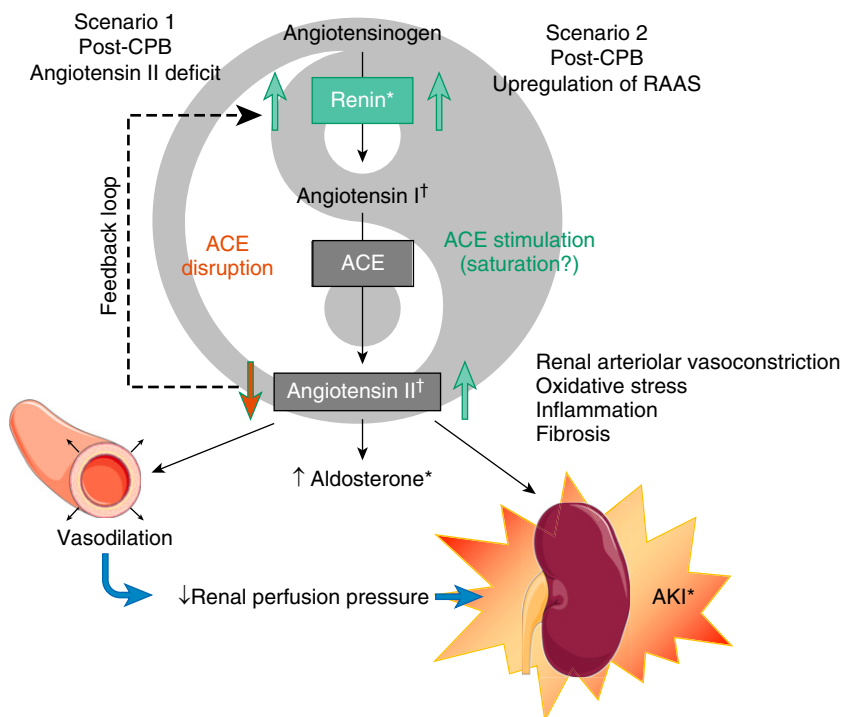 Scenario 1
Post-CPB
Angiotensin II deficit
Angiotensinogen
Scenario 2
Post-CPB
Upregulation of RAAS
Renin*
Feedback loop
Angiotensin I†
ACE
disruption
ACE
ACE stimulation
(saturation?)
Angiotensin II†
Renal arteriolar vasoconstriction
Oxidative stress
Inflammation
Fibrosis
↑ Aldosterone*
Vasodilation
↓Renal perfusion pressure
AKI*